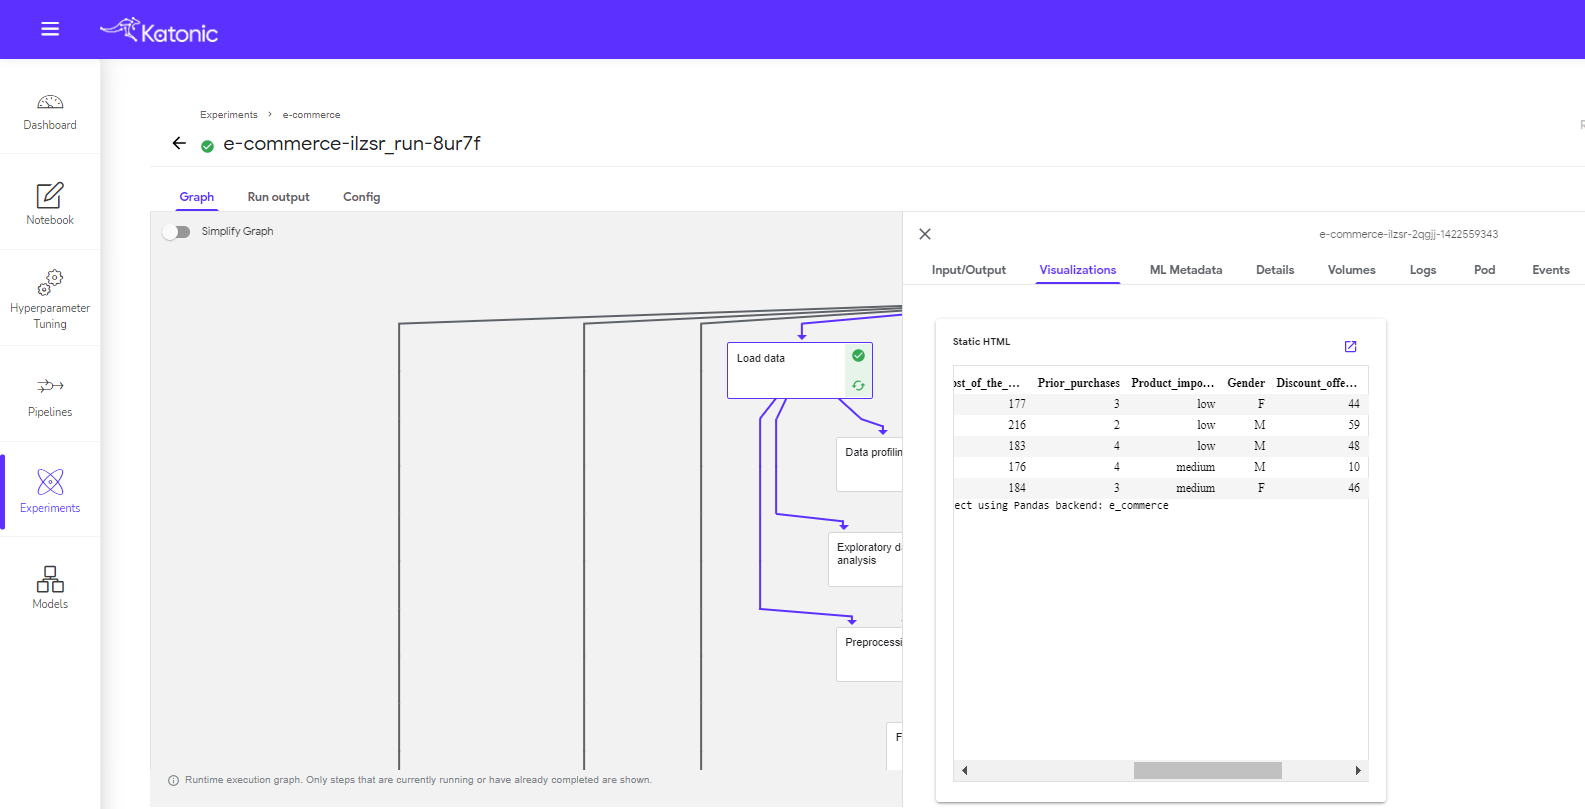 Katonic
Dashboard
Notebook
Hyperparameter
Tuning
Pipelines
Experiments
Models
Experiments > e-commerce
e-commerce-ilzsr_run-8ur7f
R
Graph Run output Config
Simplify Graph
Load data
Data profilin
Exploratory d
analysis
Preprocessi
F
Runtime execution graph. Only steps that are currently running or have already completed are shown.
e-commerce-ilzsr-2qgjj-1422559343
Input/Output Visualizations ML Metadata Details Volumes Logs Pod Events
Static HTML
ost_of_the_... Prior_purchases Product_impo... Gender Discount_offe...
177 3 low F 44
216 2 low M 59
183 4 low M 48
176 4 medium M 10
184 3 medium F 46
ect using Pandas backend: e_commerce